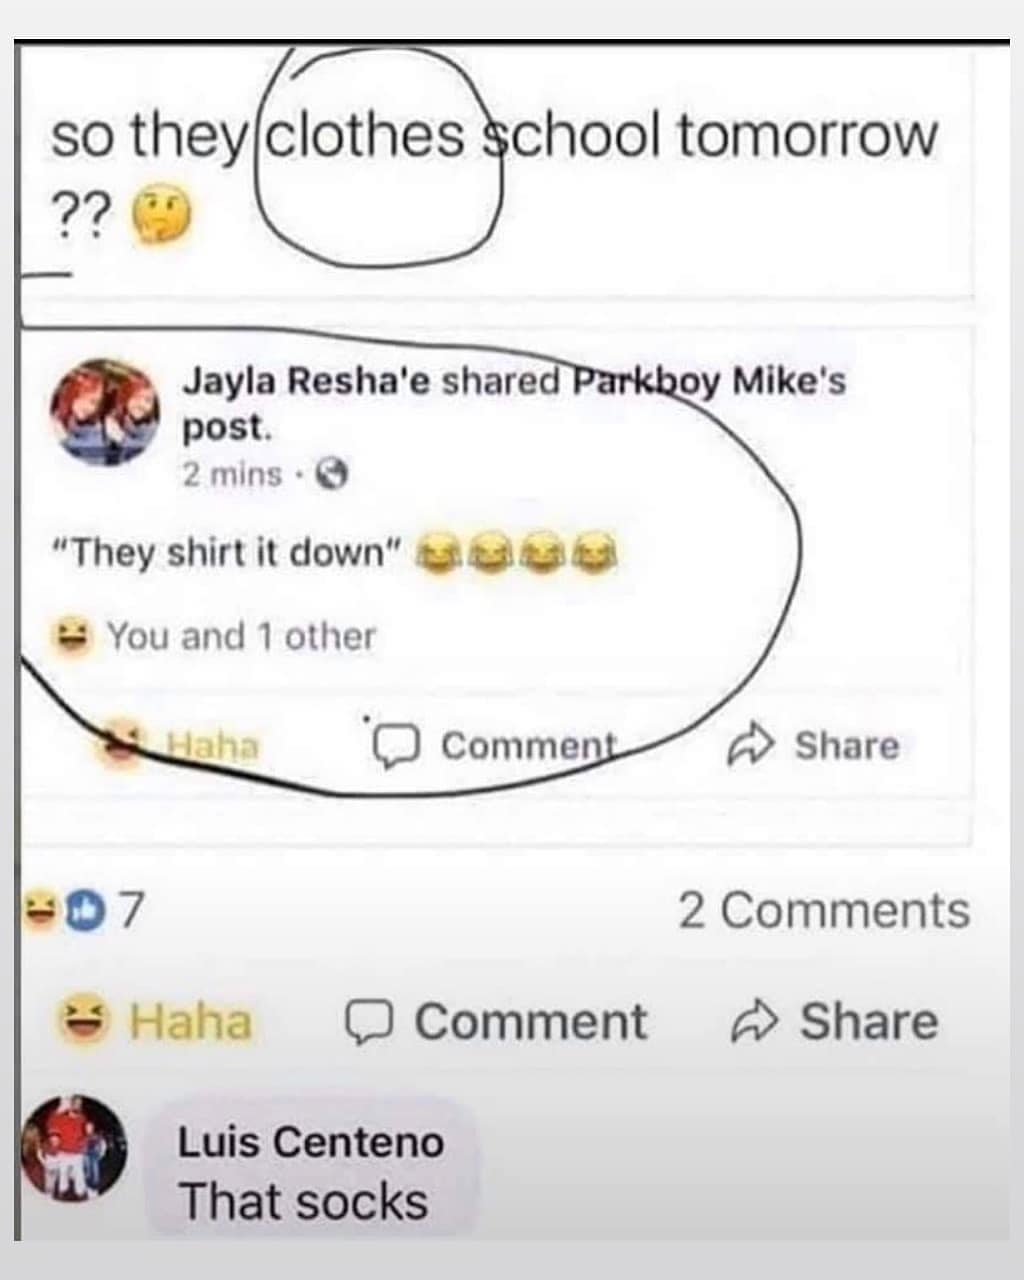 so they clothes school tomorrow
?? 🤔
Jayla Resha'e shared Parkboy Mike's
post.
2 mins ·
"They shirt it down" 😂😂😂😂
You and 1 other
Haha Comment Share
7 2 Comments
Haha Comment Share
Luis Centeno
That socks